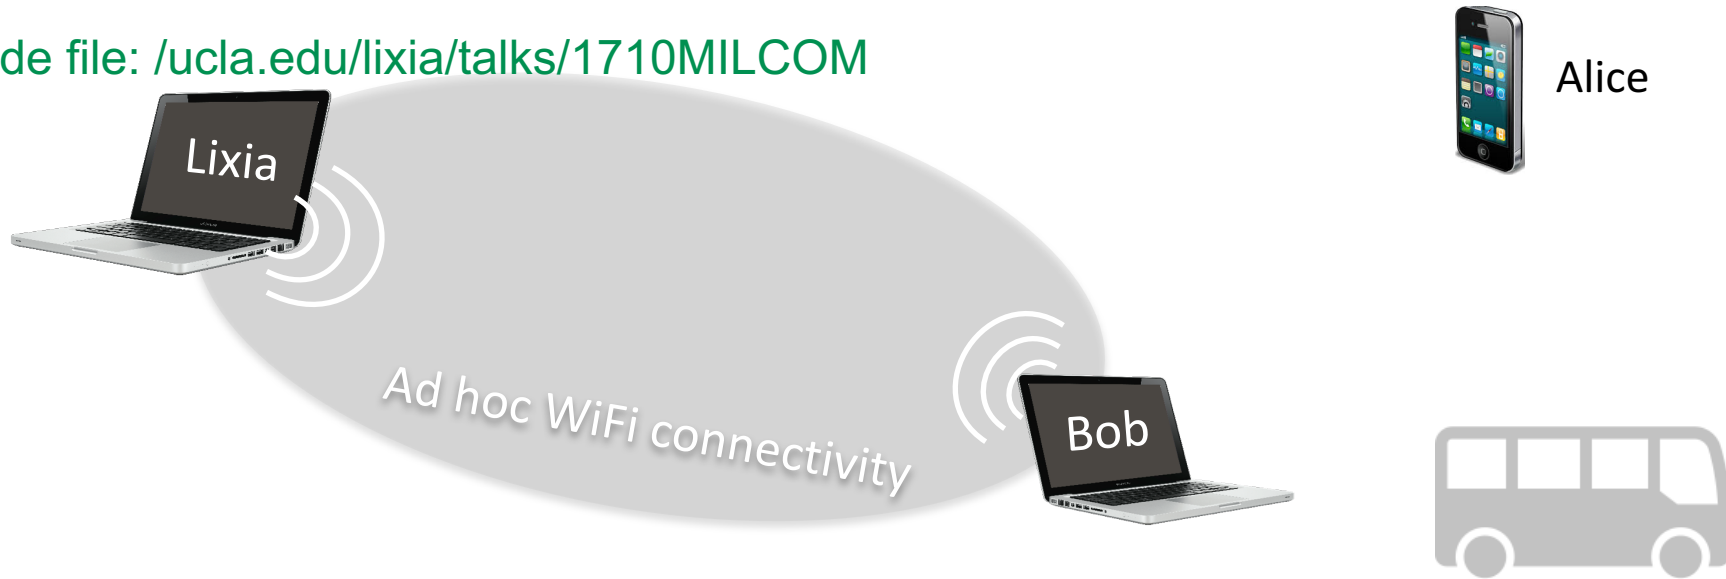 de file: /ucla.edu/lixia/talks/1710MILCOM
Alice
Lixia
Ad hoc WiFi connectivity
Bob